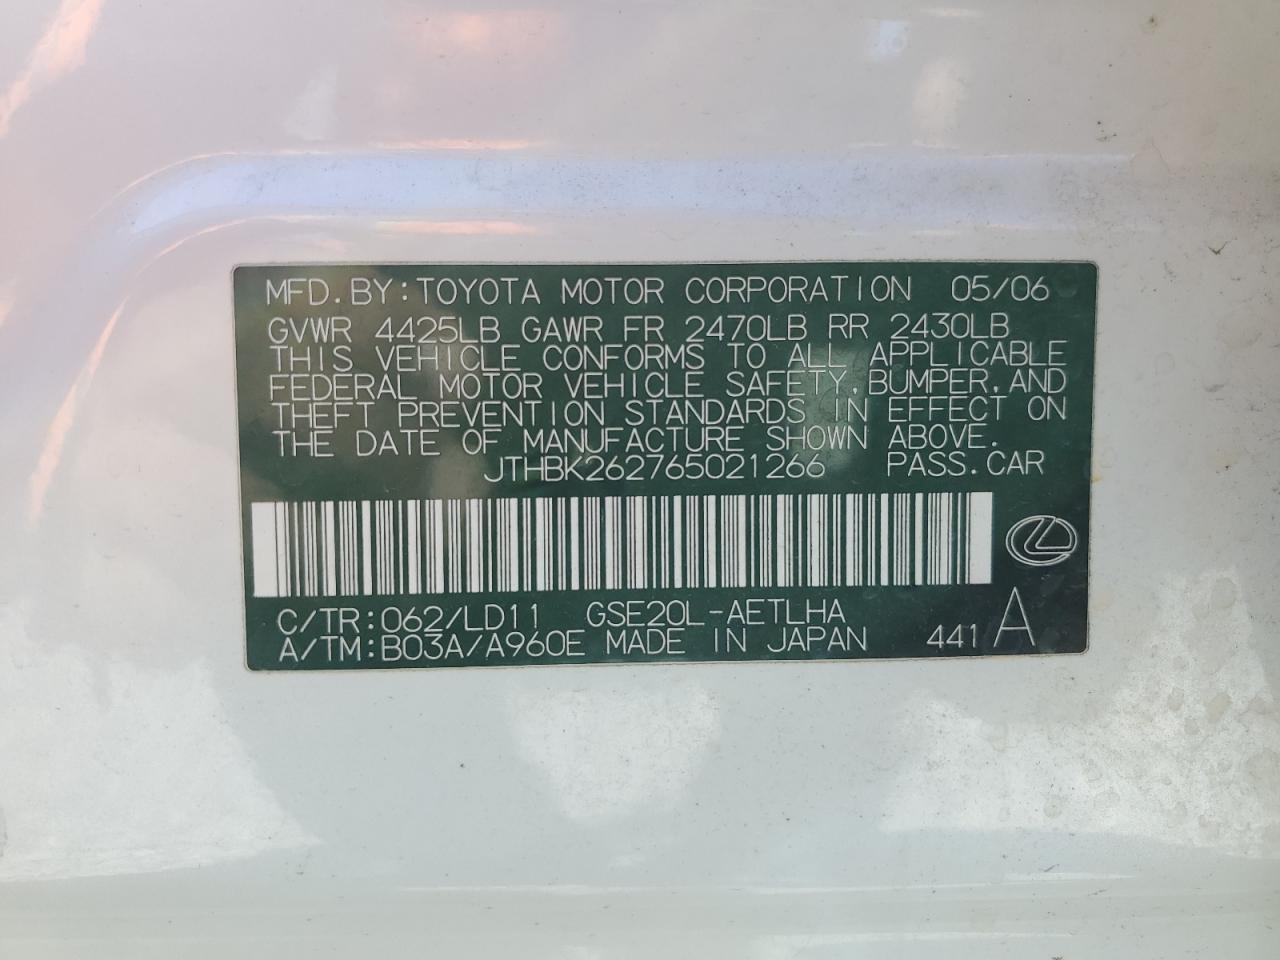 MFD.BY:TOYOTA MOTOR CORPORATION 05/06
GVWR 4425LB GAWR FR 2470LB RR 2430LB
THIS VEHICLE CONFORMS TO ALL APPLICABLE
FEDERAL MOTOR VEHICLE SAFETY,BUMPER,AND
THEFT PREVENTION STANDARDS IN EFFECT ON
THE DATE OF MANUFACTURE SHOWN ABOVE.
JTHBK262765021266 PASS.CAR
C/TR:062/LD11 GSE20L-AETLHA
A/TM:B03A/A960E MADE IN JAPAN 441 A